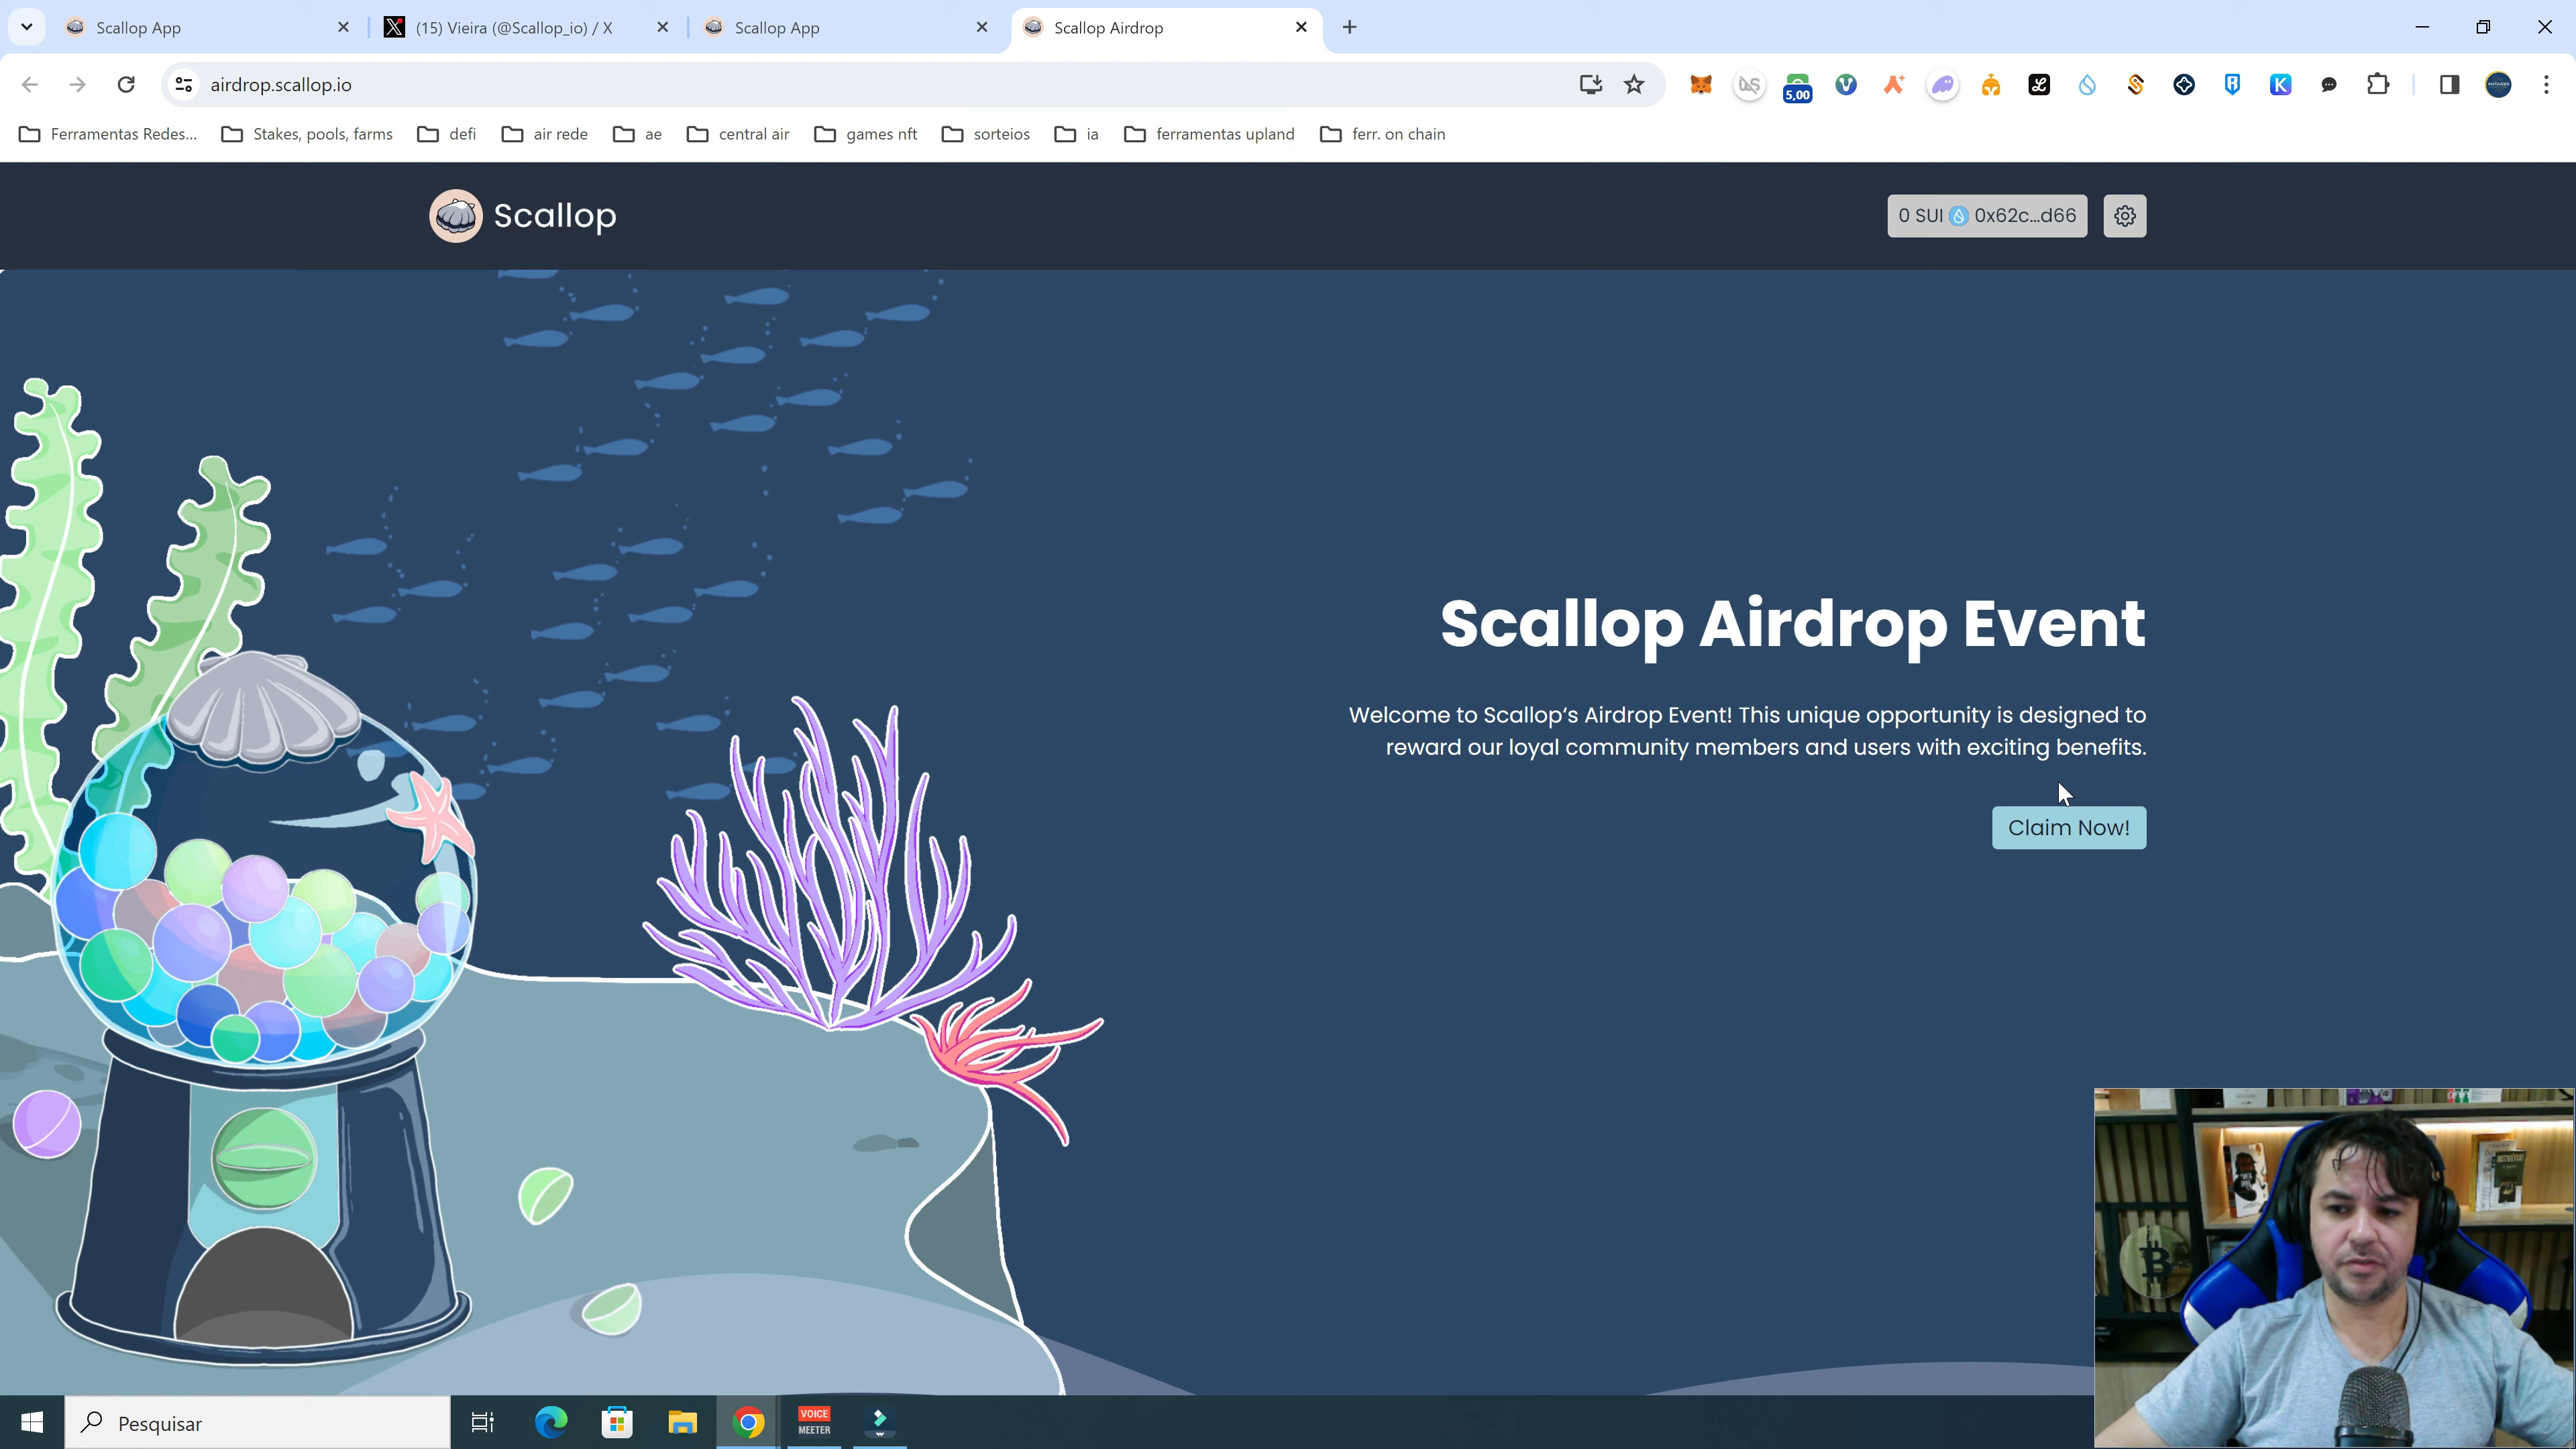 Scallop App
(15) Vieira (@Scallop_io) / X
Scallop App
Scallop Airdrop
airdrop.scallop.io
5,00
Ferramentas Redes...
Stakes, pools, farms
defi
air rede
ae
central air
games nft
sorteios
ia
ferramentas upland
ferr. on chain
Scallop
0 SUI 0x62c...d66
Scallop Airdrop Event
Welcome to Scallop‘s Airdrop Event! This unique opportunity is designed to
reward our loyal community members and users with exciting benefits.
Claim Now!
Pesquisar
VOICE
MEETER